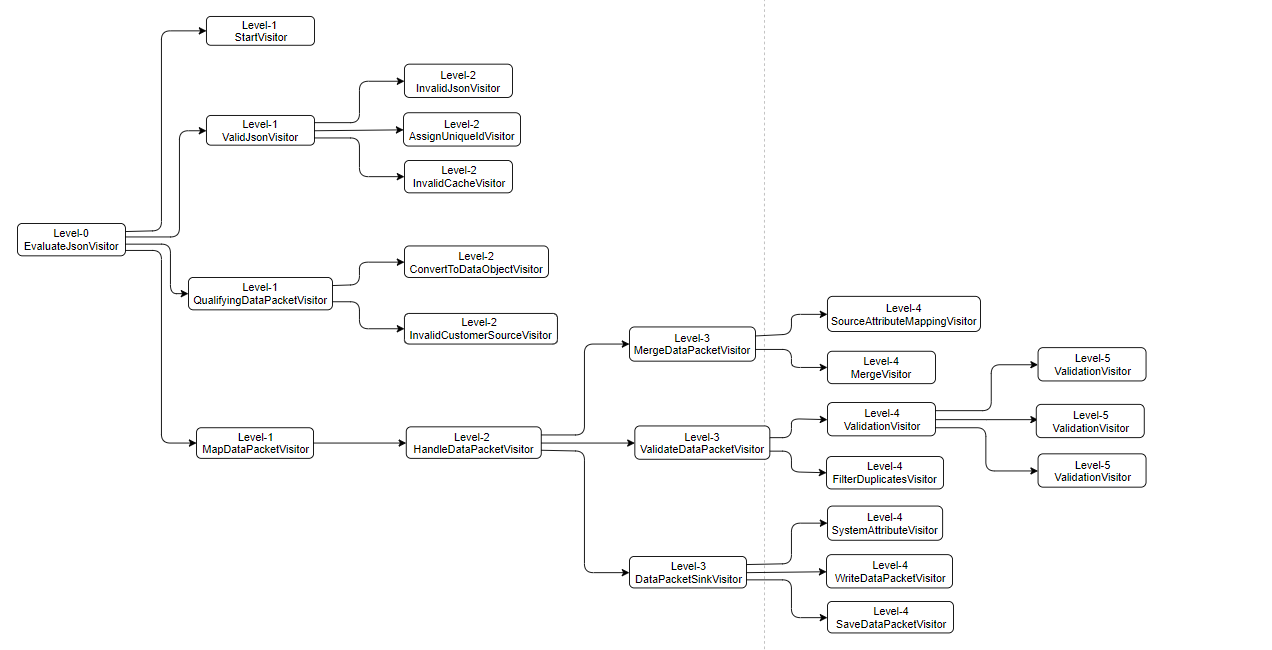 Level-1
StartVisitor
Level-2
InvalidJsonVisitor
Level-1
ValidJsonVisitor
Level-2
AssignUniqueIdVisitor
Level-2
InvalidCacheVisitor
Level-0
EvaluateJsonVisitor
Level-2
ConvertToDataObjectVisitor
Level-1
QualifyingDataPacketVisitor
Level-2
InvalidCustomerSourceVisitor
Level-4
SourceAttributeMappingVisitor
Level-3
MergeDataPacketVisitor
Level-4
MergeVisitor
Level-5
ValidationVisitor
Level-4
ValidationVisitor
Level-5
ValidationVisitor
Level-1
MapDataPacketVisitor
Level-2
HandleDataPacketVisitor
Level-3
ValidateDataPacketVisitor
Level-4
FilterDuplicatesVisitor
Level-5
ValidationVisitor
Level-4
SystemAttributeVisitor
Level-3
DataPacketSinkVisitor
Level-4
WriteDataPacketVisitor
Level-4
SaveDataPacketVisitor